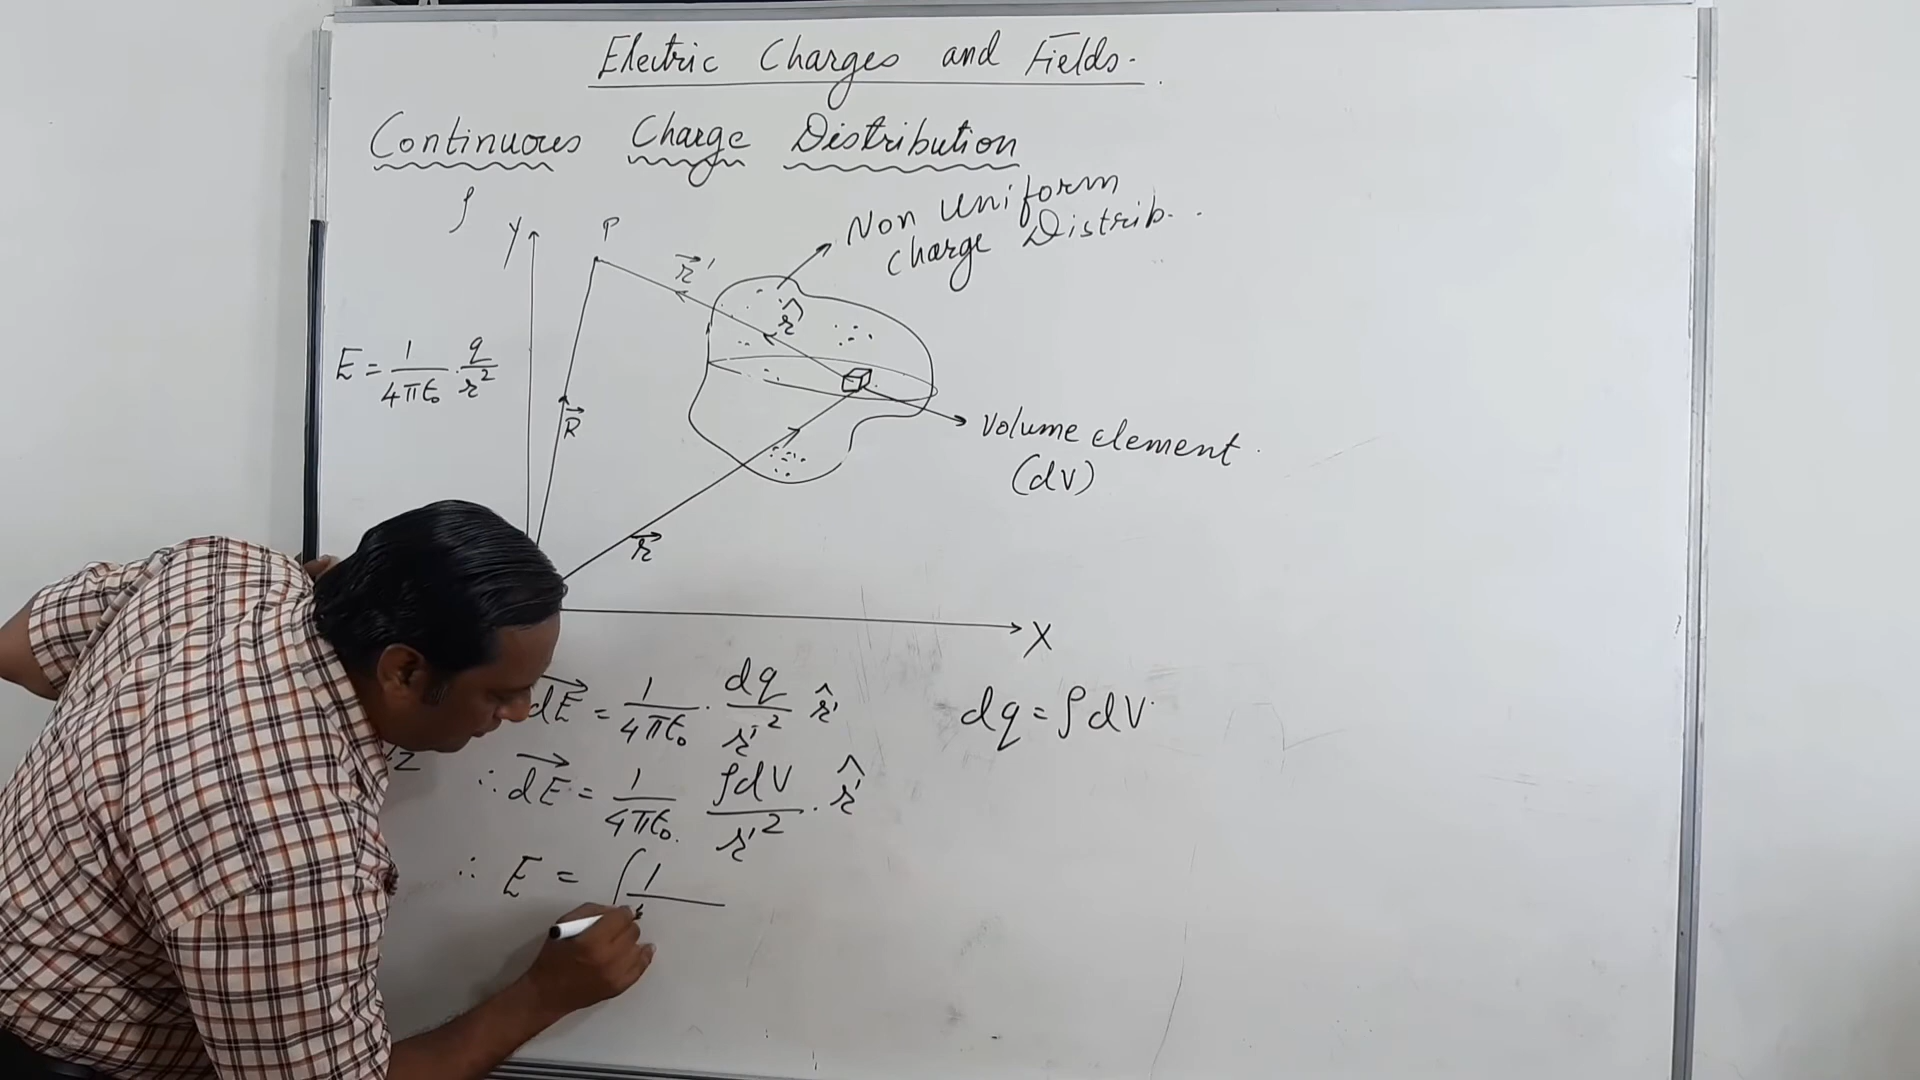 Electric Charges and Fields.
Continuous Charge Distribution
ρ
Y
P
r⃗'
Non uniform
charge Distrib..
r̂
E = 1/4πε₀ · q/r²
R⃗
Volume element
(dV)
r⃗
X
dE⃗ = 1/4πε₀ · dq/r'² r̂'
dq = ρdV
Z
∴ dE⃗ = 1/4πε₀. ρdV/r'² · r̂'
∴ E = ∫ 1